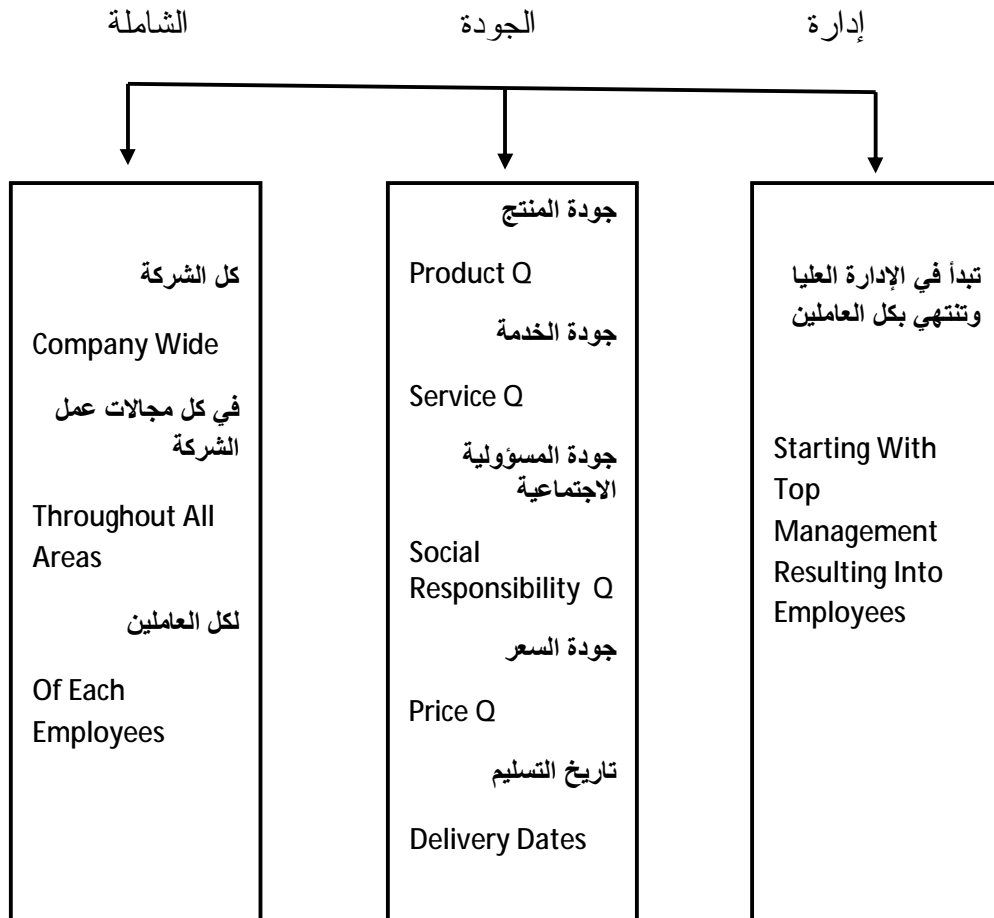 إدارة
الجودة
الشاملة
تبدأ في الإدارة العليا
وتنتهي بكل العاملين
Starting With
Top
Management
Resulting Into
Employees
جودة المنتج
Product Q
جودة الخدمة
Service Q
جودة المسؤولية
الاجتماعية
Social
Responsibility Q
جودة السعر
Price Q
تاريخ التسليم
Delivery Dates
كل الشركة
Company Wide
في كل مجالات عمل
الشركة
Throughout All
Areas
لكل العاملين
Of Each
Employees